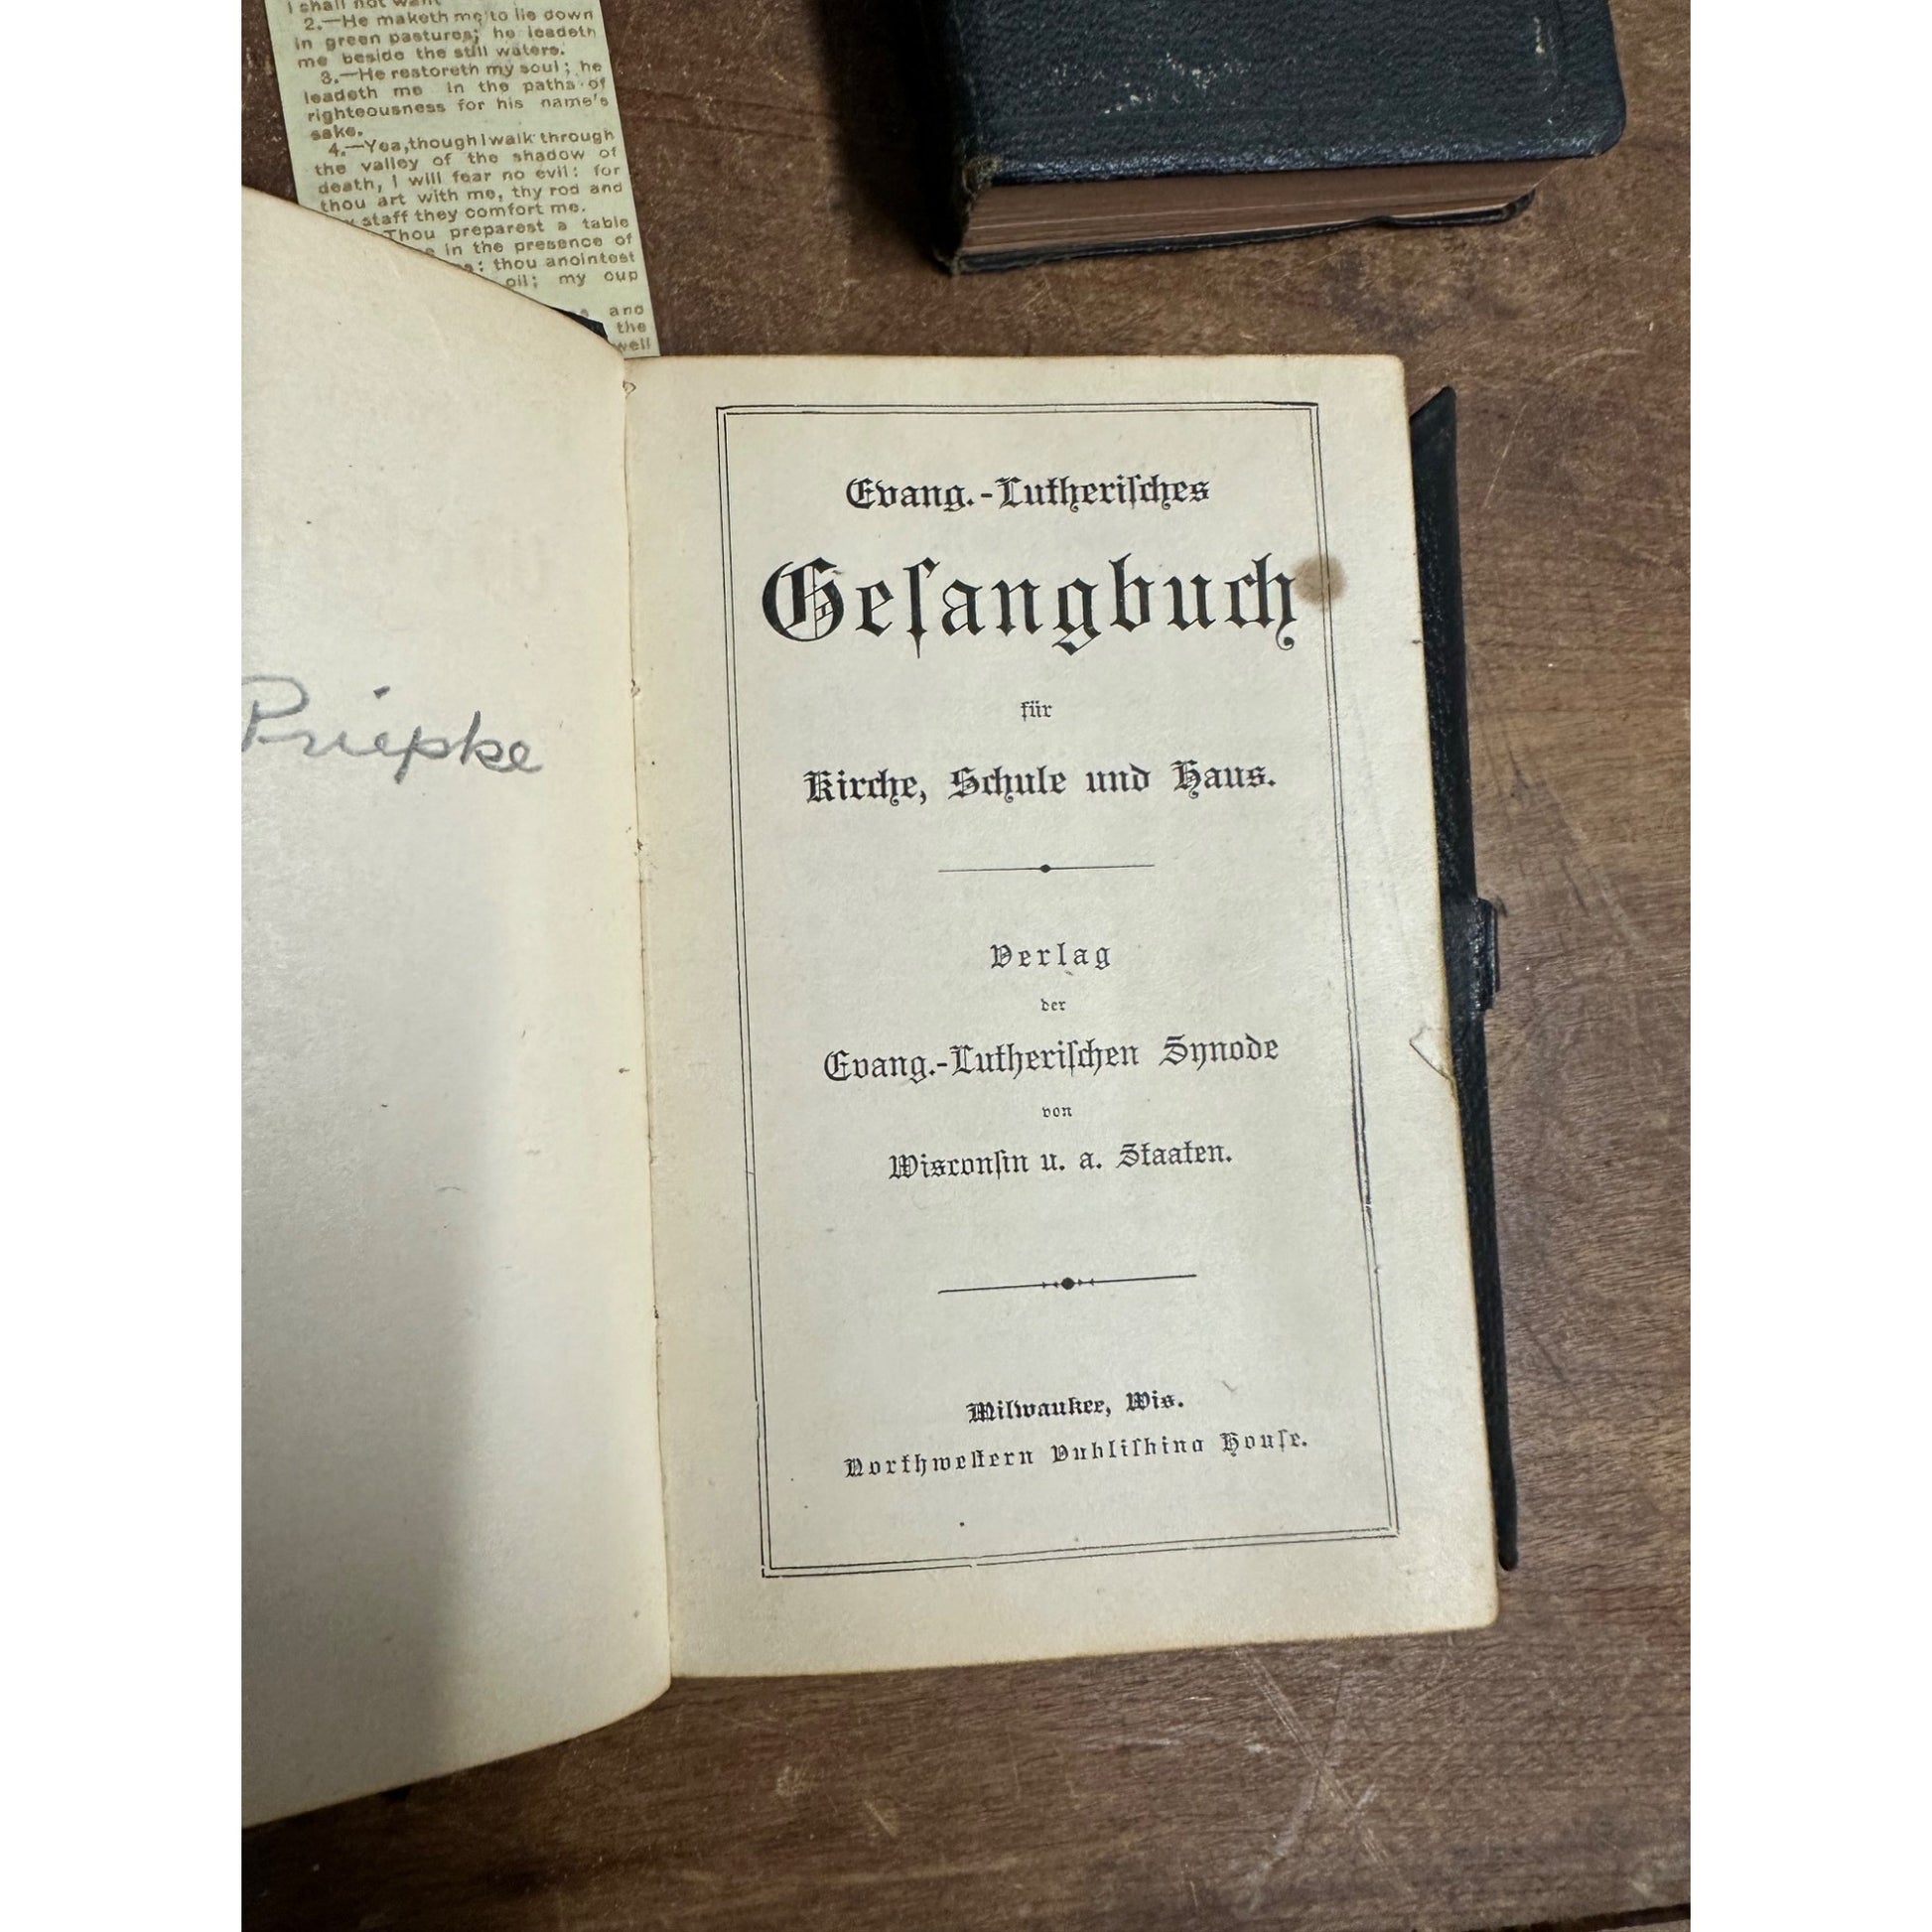 I shall not want
2.—He maketh me to lie down
in green pastures; he leadeth
me beside the still waters.
3.—He restoreth my soul; he
leadeth me in the paths of
righteousness for his name's
sake.
4.—Yea, though I walk through
the valley of the shadow of
death, I will fear no evil: for
thou art with me, thy rod and
staff they comfort me.
Thou preparest a table
in the presence of
thou anointest
oil; my cup
and
the
well
Priepke
Evang.-Lutheriſches
Geſangbuch
für
Kirche, Schule und Haus.
Verlag
der
Evang.-Lutheriſchen Synode
von
Wisconſin u. a. Staaten.
Milwaukee, Wis.
Northweſtern Publiſhing Houſe.